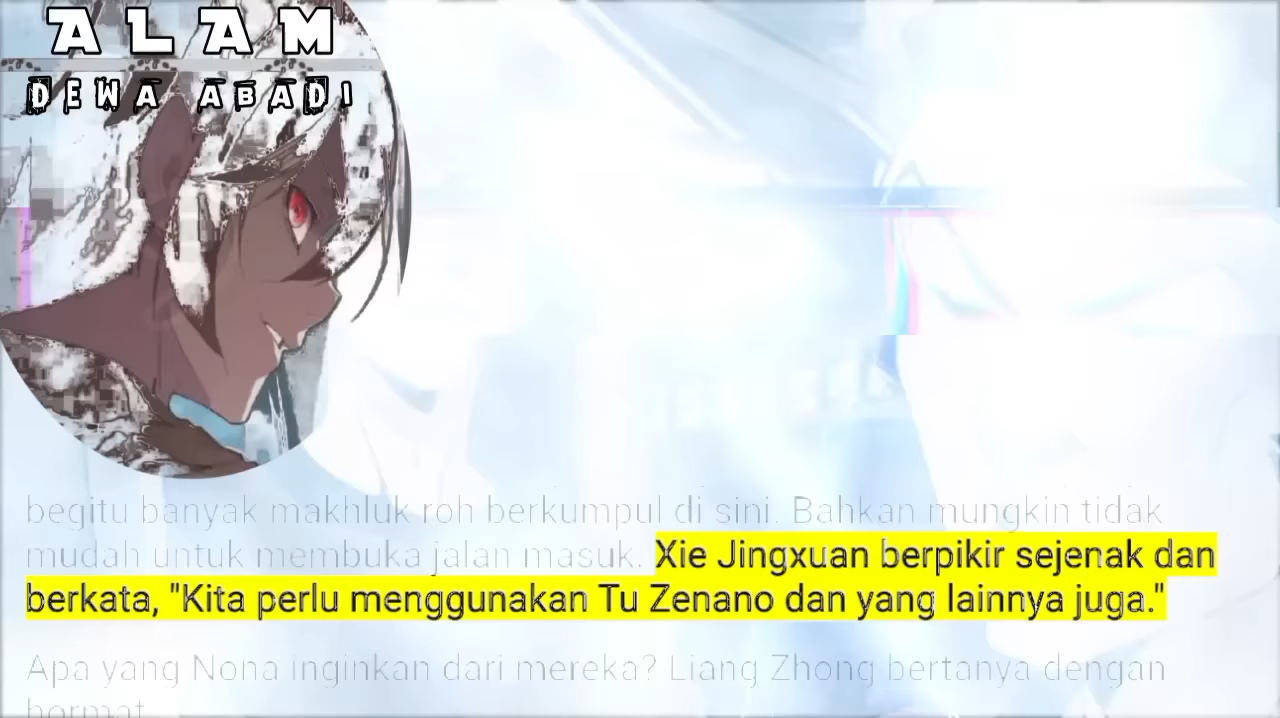 ALAM
DEWA ABADI
begitu banyak makhluk roh berkumpul di sini. Bahkan mungkin tidak
mudah untuk membuka jalan masuk. Xie Jingxuan berpikir sejenak dan
berkata, "Kita perlu menggunakan Tu Zenano dan yang lainnya juga."
Apa yang Nona inginkan dari mereka? Liang Zhong bertanya dengan
hormat.